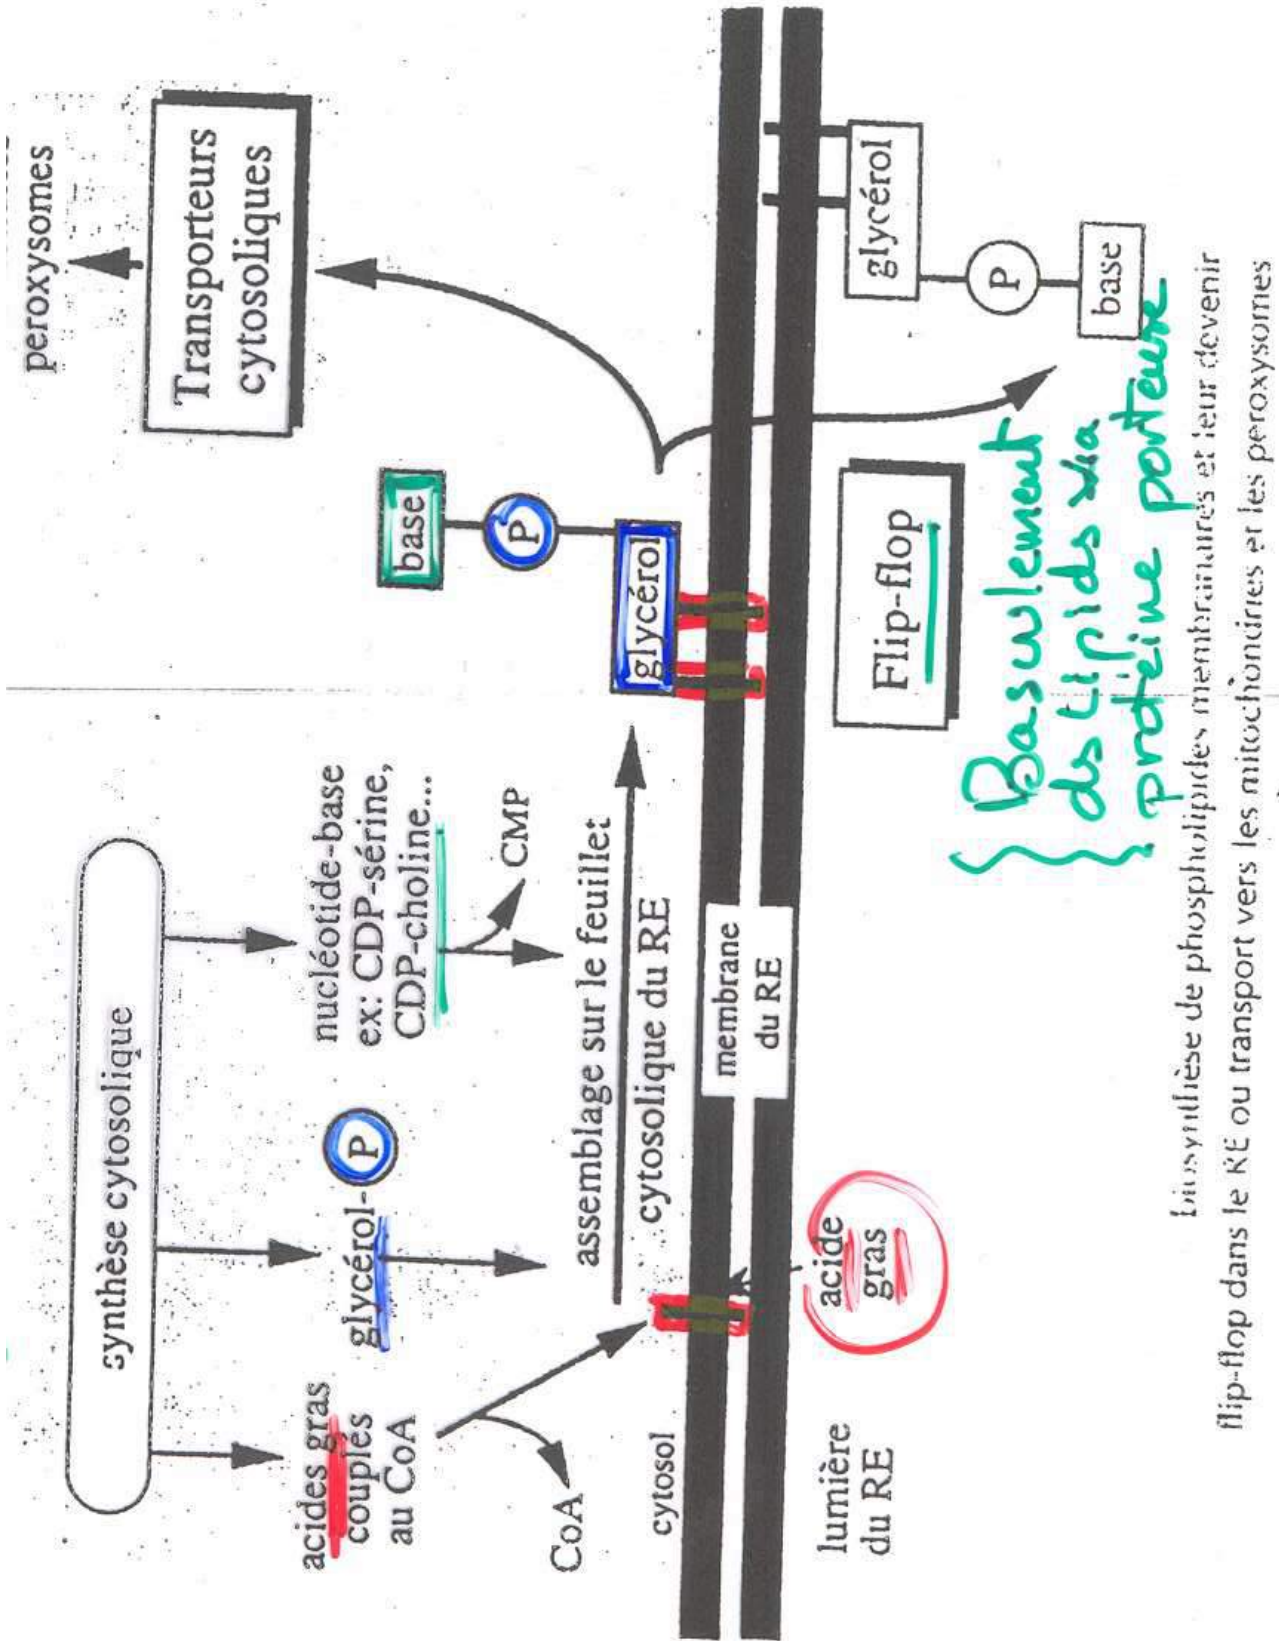 synthèse cytosolique
acides gras
couplés
au CoA
glycérol-P
nucléotide-base
ex: CDP-sérine,
CDP-choline...
CoA
CMP
assemblage sur le feuillet
cytosolique du RE
base
P
glycérol
peroxysomes
Transporteurs
cytosoliques
cytosol
membrane
du RE
lumière
du RE
acide
gras
Flip-flop
glycérol
P
base
Basculement
ds lipids via
protéine porteuse
biosynthèse de phospholipides membranaires et leur devenir
flip-flop dans le RE ou transport vers les mitochondries et les peroxysomes